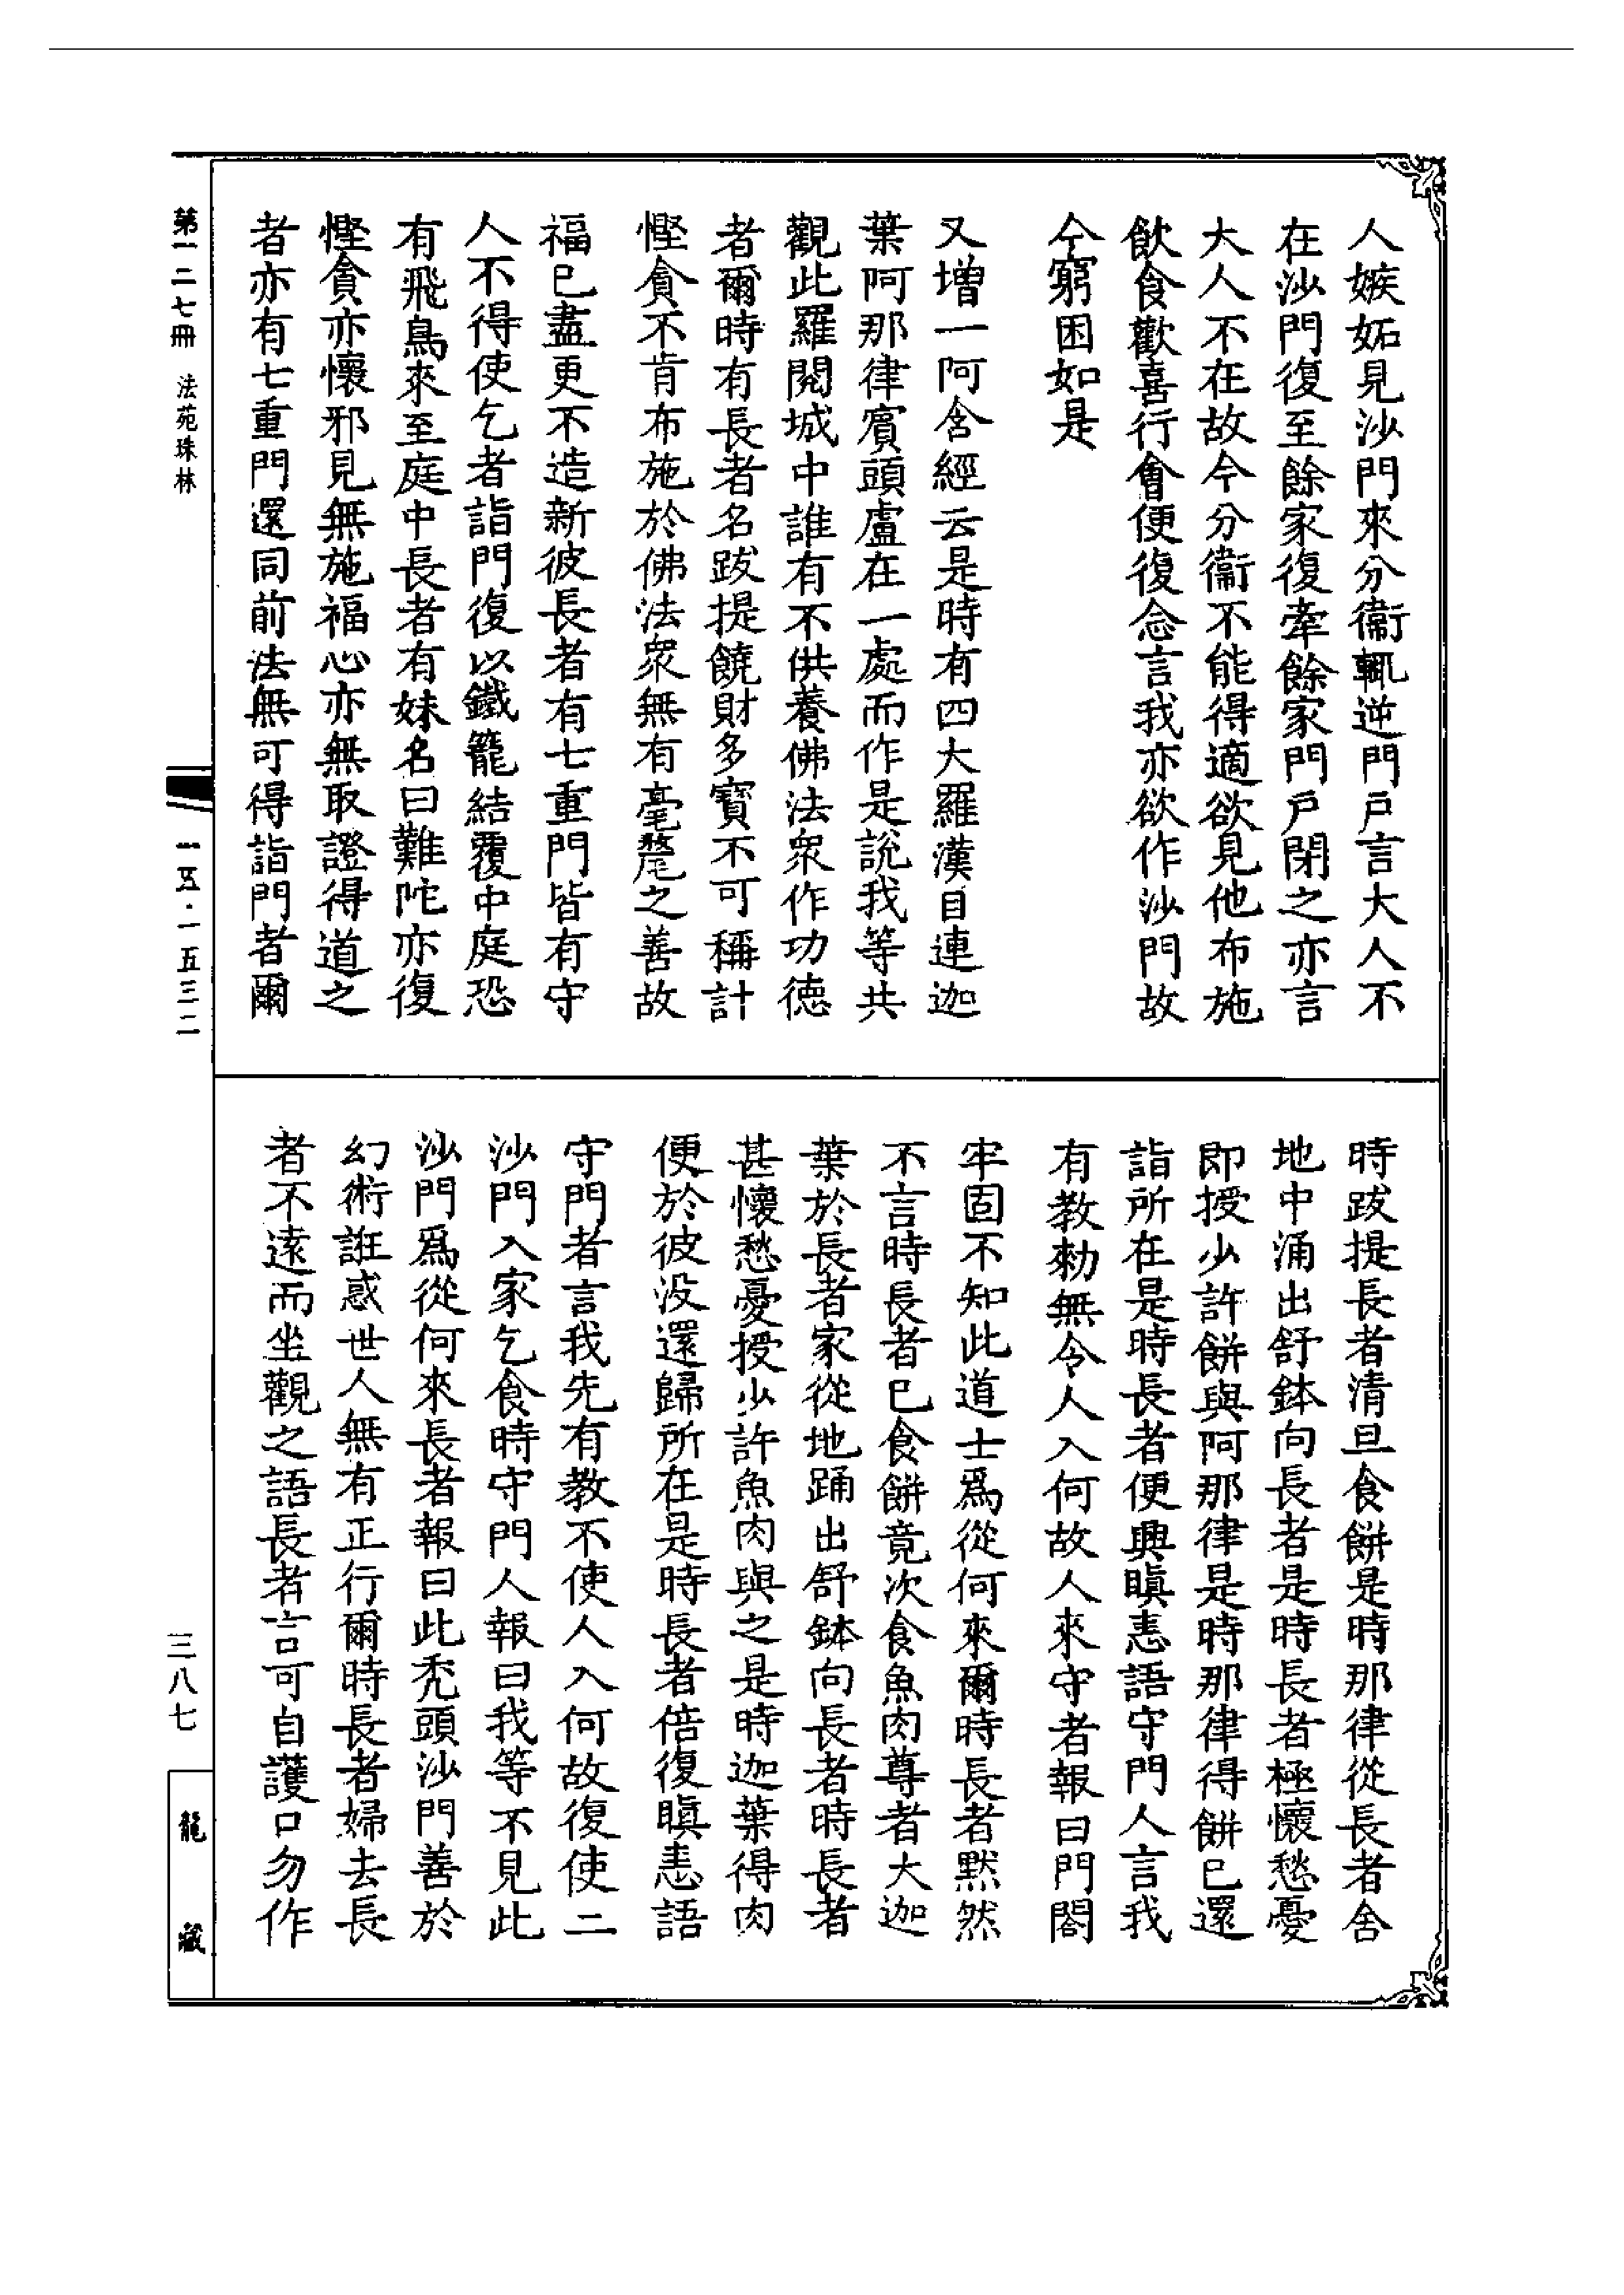 人嫉妬見沙門來分衞輒逆門戶言大人不
在沙門復至餘家復牽餘家門戶閉之亦言
大人不在故今分衞不能得適欲見他布施
飲食歡喜行會便復念言我亦欲作沙門故
今窮困如是
又增一阿含經云是時有四大羅漢目連迦
葉阿那律賓頭盧在一處而作是說我等共
觀此羅閱城中誰有不供養佛法眾作功德
者爾時有長者名跋提饒財多寶不可稱計
慳貪不肯布施於佛法眾無有毫氂之善故
福已盡更不造新彼長者有七重門皆有守
人不得使乞者詣門復以鐵籠結覆中庭恐
有飛鳥來至庭中長者有妹名曰難陀亦復
慳貪亦懷邪見無施福心亦無取證得道之
者亦有七重門還同前法無可得詣門者爾
時跋提長者清旦食餅是時那律從長者舍
地中涌出舒鉢向長者是時長者極懷愁憂
即授少許餅與阿那律是時那律得餅已還
詣所在是時長者便興瞋恚語守門人言我
有教勑無令人入何故人來守者報曰門閤
牢固不知此道士爲從何來爾時長者默然
不言時長者已食餅竟次食魚肉尊者大迦
葉於長者家從地踊出舒鉢向長者時長者
甚懷愁憂授少許魚肉與之是時迦葉得肉
便於彼沒還歸所在是時長者倍復瞋恚語
守門者言我先有教不使人入何故復使二
沙門入家乞食時守門人報曰我等不見此
沙門爲從何來長者報曰此禿頭沙門善於
幻術誑惑世人無有正行爾時長者婦去長
者不遠而坐觀之語長者言可自護口勿作
第一二七冊 法苑珠林
一五·一五三二
三八七
龍藏